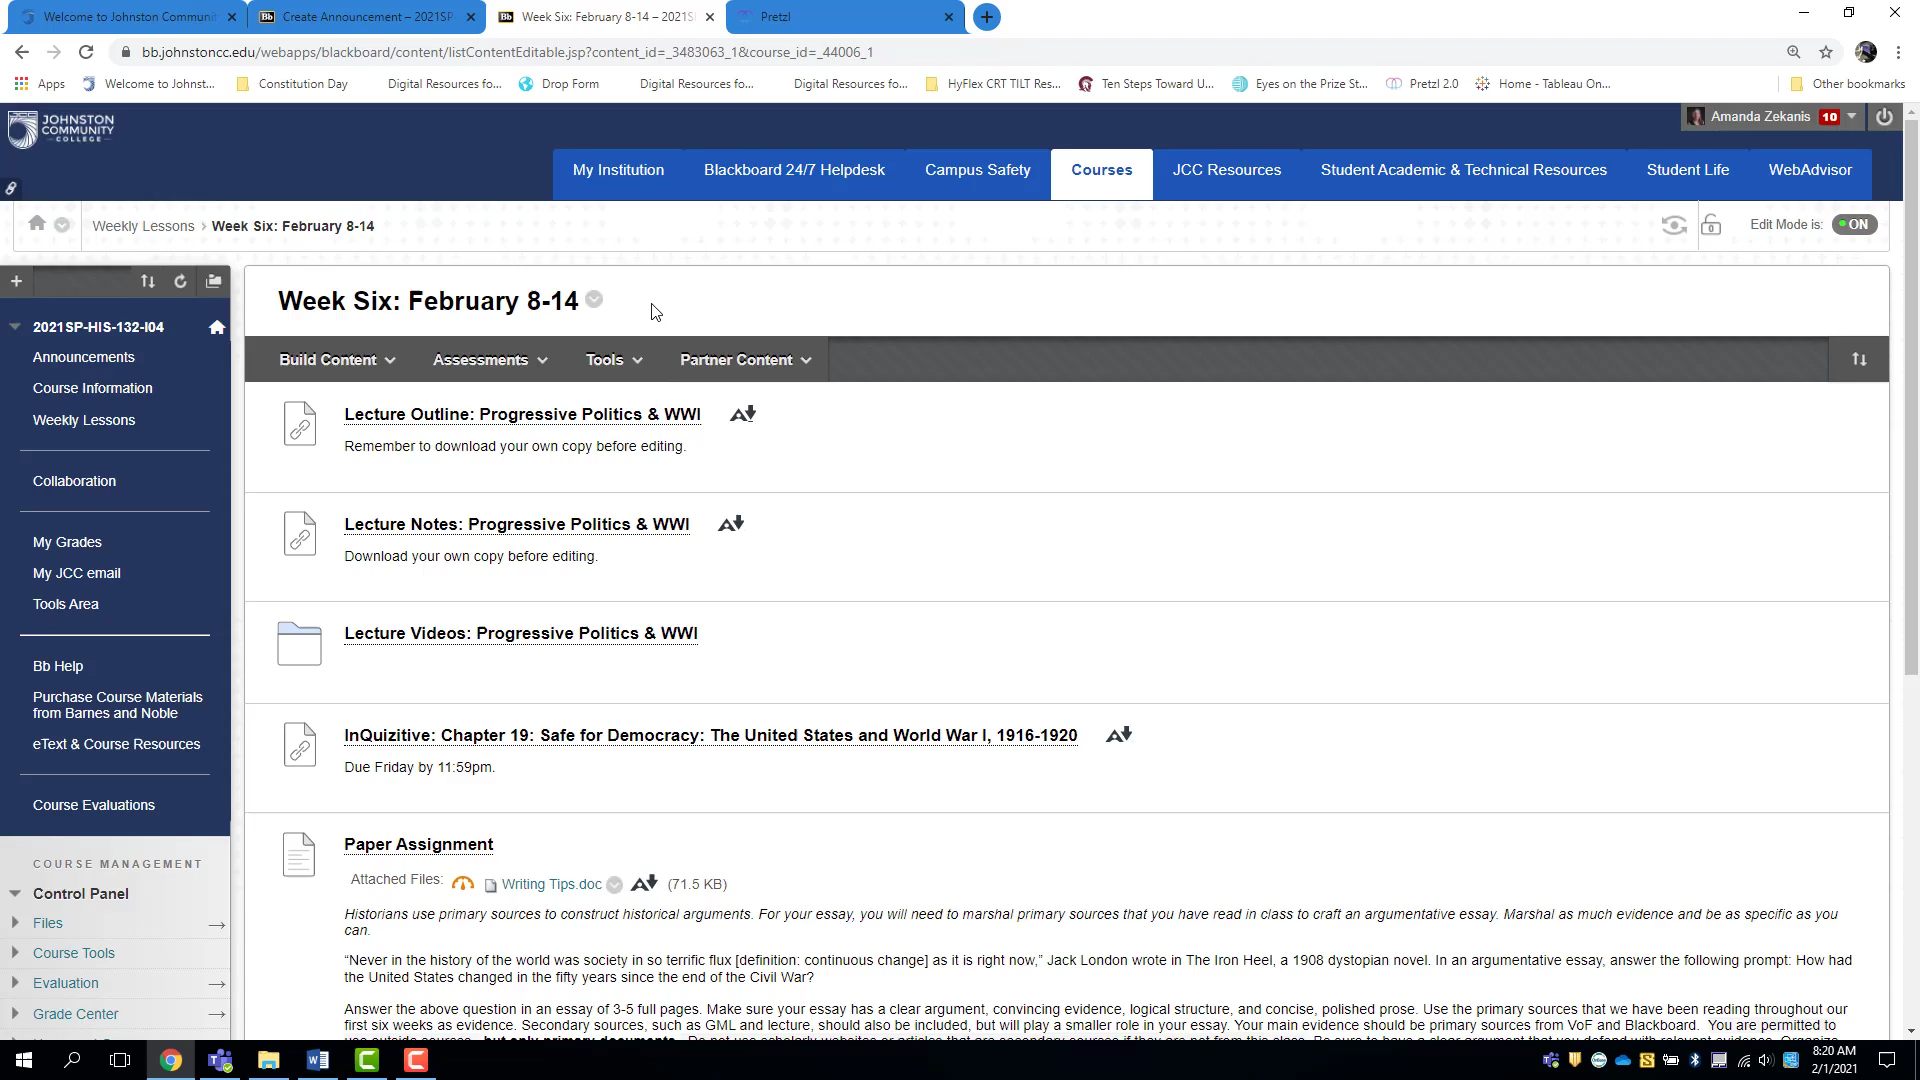 Welcome to Johnston Communit
Create Announcement – 2021SP
Week Six: February 8-14 – 2021S
Pretzl
bb.johnstoncc.edu/webapps/blackboard/content/listContentEditable.jsp?content_id=_3483063_1&course_id=_44006_1
Apps
Welcome to Johnst...
Constitution Day
Digital Resources fo...
Drop Form
Digital Resources fo...
Digital Resources fo...
HyFlex CRT TILT Res...
Ten Steps Toward U...
Eyes on the Prize St...
Pretzl 2.0
Home - Tableau On...
Other bookmarks
JOHNSTON
COMMUNITY
COLLEGE
Amanda Zekanis 10
My Institution
Blackboard 24/7 Helpdesk
Campus Safety
Courses
JCC Resources
Student Academic & Technical Resources
Student Life
WebAdvisor
Weekly Lessons > Week Six: February 8-14
Edit Mode is: ON
2021SP-HIS-132-I04
Announcements
Course Information
Weekly Lessons
Collaboration
My Grades
My JCC email
Tools Area
Bb Help
Purchase Course Materials
from Barnes and Noble
eText & Course Resources
Course Evaluations
COURSE MANAGEMENT
Control Panel
Files
Course Tools
Evaluation
Grade Center
Week Six: February 8-14
Build Content
Assessments
Tools
Partner Content
Lecture Outline: Progressive Politics & WWI
Remember to download your own copy before editing.
Lecture Notes: Progressive Politics & WWI
Download your own copy before editing.
Lecture Videos: Progressive Politics & WWI
InQuizitive: Chapter 19: Safe for Democracy: The United States and World War I, 1916-1920
Due Friday by 11:59pm.
Paper Assignment
Attached Files: Writing Tips.doc (71.5 KB)
Historians use primary sources to construct historical arguments. For your essay, you will need to marshal primary sources that you have read in class to craft an argumentative essay. Marshal as much evidence and be as specific as you
can.
“Never in the history of the world was society in so terrific flux [definition: continuous change] as it is right now,” Jack London wrote in The Iron Heel, a 1908 dystopian novel. In an argumentative essay, answer the following prompt: How had
the United States changed in the fifty years since the end of the Civil War?
Answer the above question in an essay of 3-5 full pages. Make sure your essay has a clear argument, convincing evidence, logical structure, and concise, polished prose. Use the primary sources that we have been reading throughout our
first six weeks as evidence. Secondary sources, such as GML and lecture, should also be included, but will play a smaller role in your essay. Your main evidence should be primary sources from VoF and Blackboard. You are permitted to
8:20 AM
2/1/2021